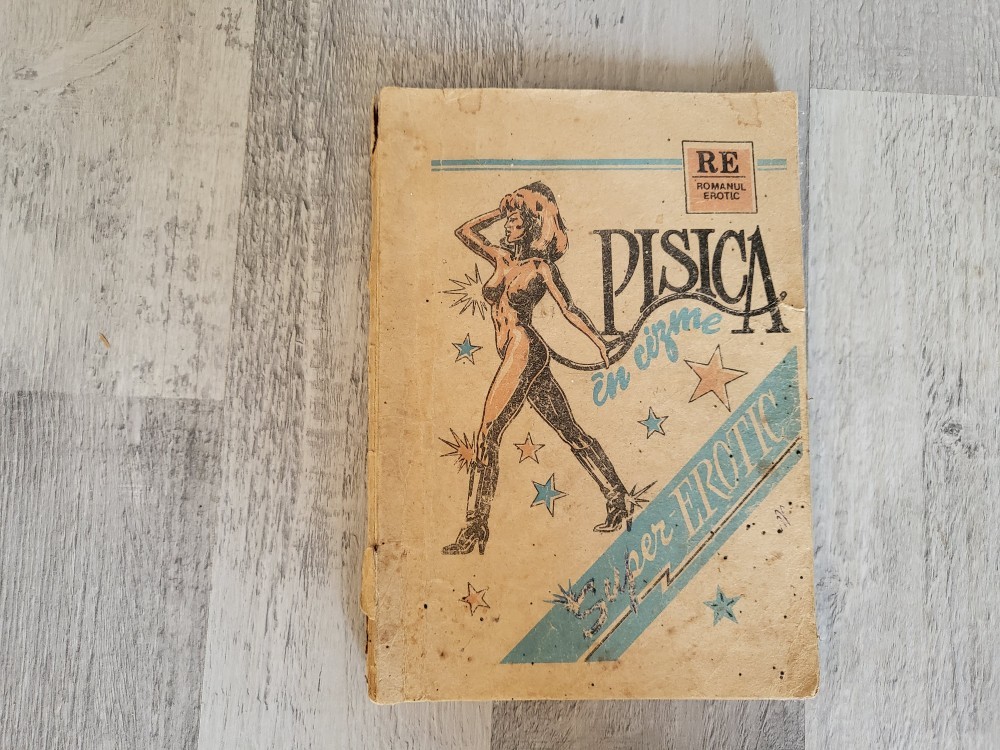 RE
ROMANUL
EROTIC
PISICA
în cizme
Super EROTIC